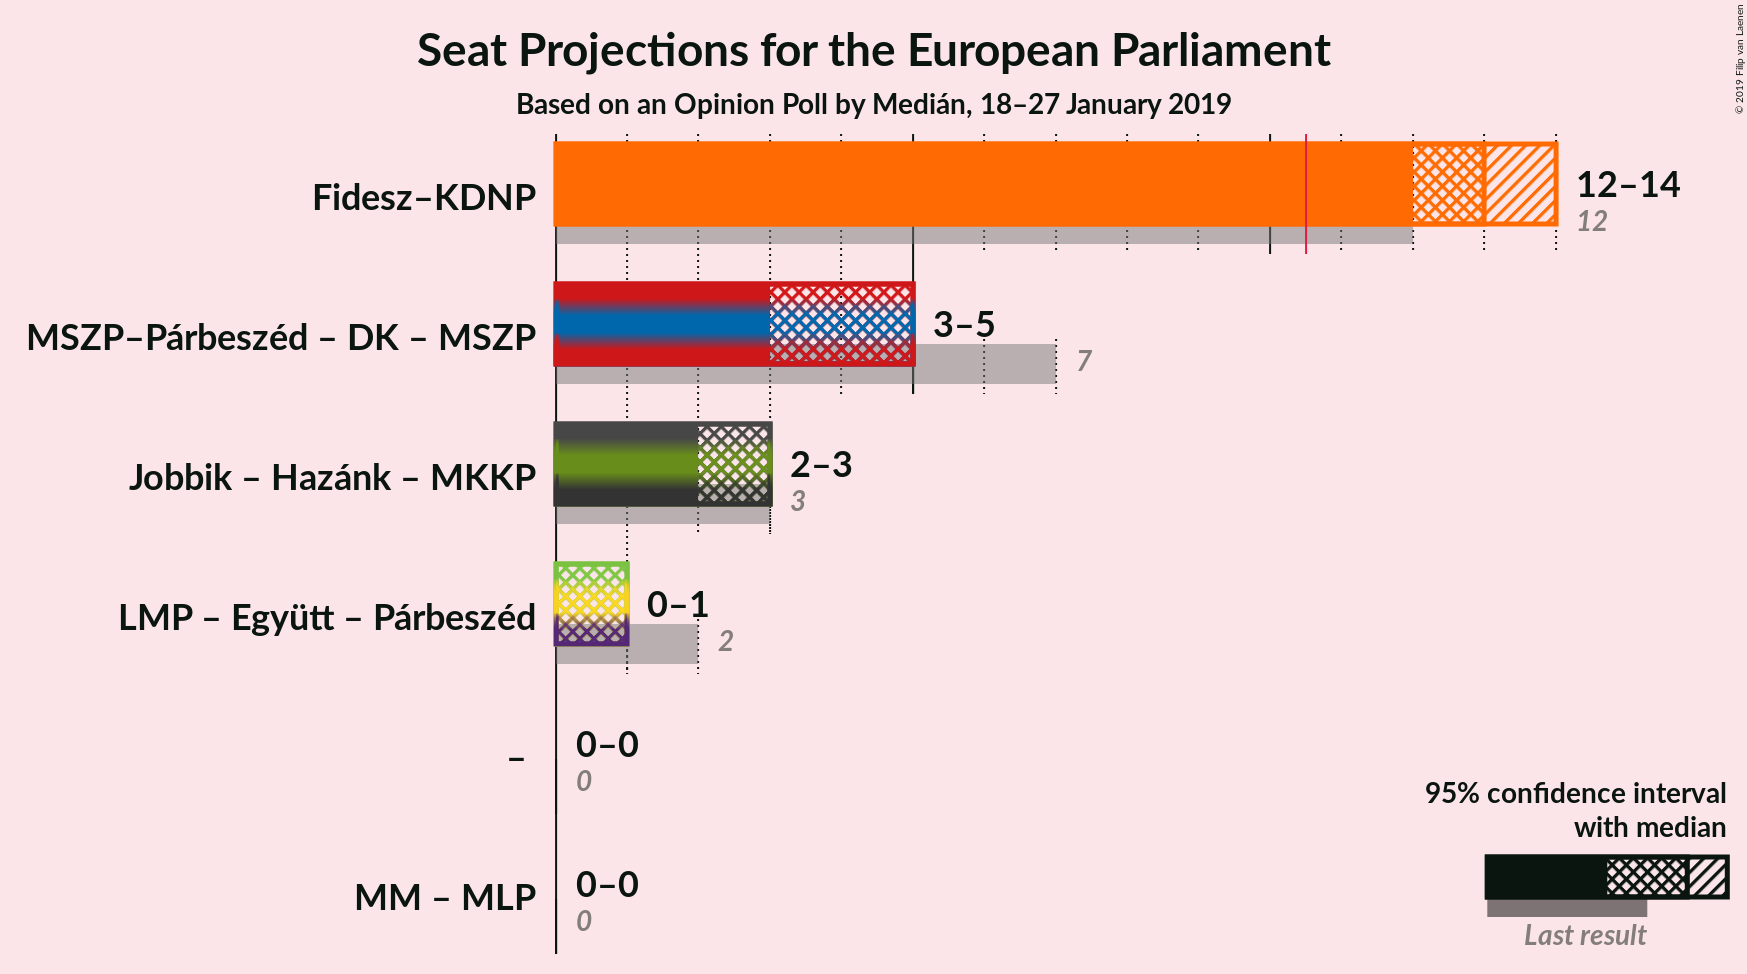 Seat Projections for the European Parliament
Based on an Opinion Poll by Medián, 18–27 January 2019
© 2019 Filip van Laenen
Fidesz–KDNP
12–14
12
MSZP–Párbeszéd – DK – MSZP
3–5
7
Jobbik – Hazánk – MKKP
2–3
3
LMP – Együtt – Párbeszéd
0–1
2
–
0–0
0
MM – MLP
0–0
0
95% confidence interval
with median
Last result